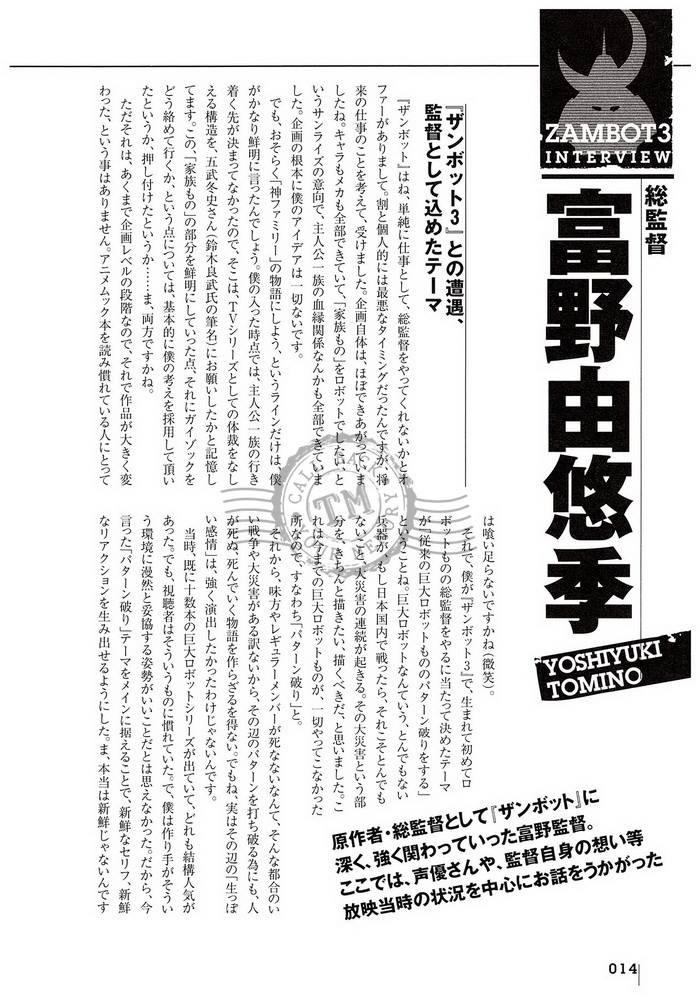 ZAMBOT3
INTERVIEW
総監督
富野由悠季
YOSHIYUKI
TOMINO
原作者・総監督として『ザンボット』に
深く、強く関わっていった富野監督。
ここでは、声優さんや、監督自身の想い等
放映当時の状況を中心にお話をうかがった
『ザンボット3』との遭遇、
監督として込めたテーマ
『ザンボット』はね、単純に仕事として、総監督をやってくれないかとオ
ファーがありまして。割と個人的には最悪なタイミングだったんですが、将
来の仕事のことを考えて、受けました。企画自体は、ほぼできあがっていま
したね。キャラもメカも全部できていて、「家族もの」をロボットでしたい、と
いうサンライズの意向で、主人公一族の血縁関係なんかも全部できていま
した。企画の根本に僕のアイデアは一切ないです。
でも、おそらく「神ファミリー」の物語にしよう、というラインだけは、僕
がかなり鮮明に言ったんでしょう。僕の入った時点では、主人公一族の行き
着く先が決まってなかったので、そこは、TVシリーズとしての体裁をなし
える構造を、五武冬史さん(鈴木良武氏の筆名)にお願いしたかと記憶し
てます。この、「家族もの」の部分を鮮明にしていった点、それにガイゾックを
どう絡めて行くか、という点については、基本的に僕の考えを採用して頂い
たというか、押し付けたというか……ま、両方ですかね。
ただそれは、あくまで企画レベルの段階なので、それで作品が大きく変
わった、という事はありません。アニメムック本を読み慣れている人にとって
は喰い足らないですかね(微笑)。
それで、僕が『ザンボット3』で、生まれて初めてロ
ボットものの総監督をやるに当たって決めたテーマ
が「従来の巨大ロボットもののパターン破りをする」
ということね。巨大ロボットなんていう、とんでもない
兵器がもし日本国内で戦ったら、それこそとんでも
ないこと、大災害の連続が起きる。その大災害という部
分を、きちんと描きたい、描くべきだ、と思いました。こ
れは今までの巨大ロボットものが、一切やってこなかった
所なので、すなわち「パターン破り」と。
それから、味方やレギュラーメンバーが死なないなんて、そんな都合のい
い戦争や大災害がある訳ないから、その辺のパターンを打ち破る為にも、人
が死ぬ、死んでいく物語を作らざるを得ない。でもね、実はその辺の「生っぽ
い感情」は、強く演出したかったわけじゃないんです。
当時、既に十数本の巨大ロボットシリーズが出ていて、どれも結構人気が
あった。でも、視聴者はそういうものに慣れていた。で、僕は作り手がそうい
う環境に漫然と妥協する姿勢がいいことだとは思えなかった。だから、今
言った「パターン破り」テーマをメインに据えることで、新鮮なセリフ、新鮮
なリアクションを生み出せるようにした。ま、本当は新鮮じゃないんです
TM
014